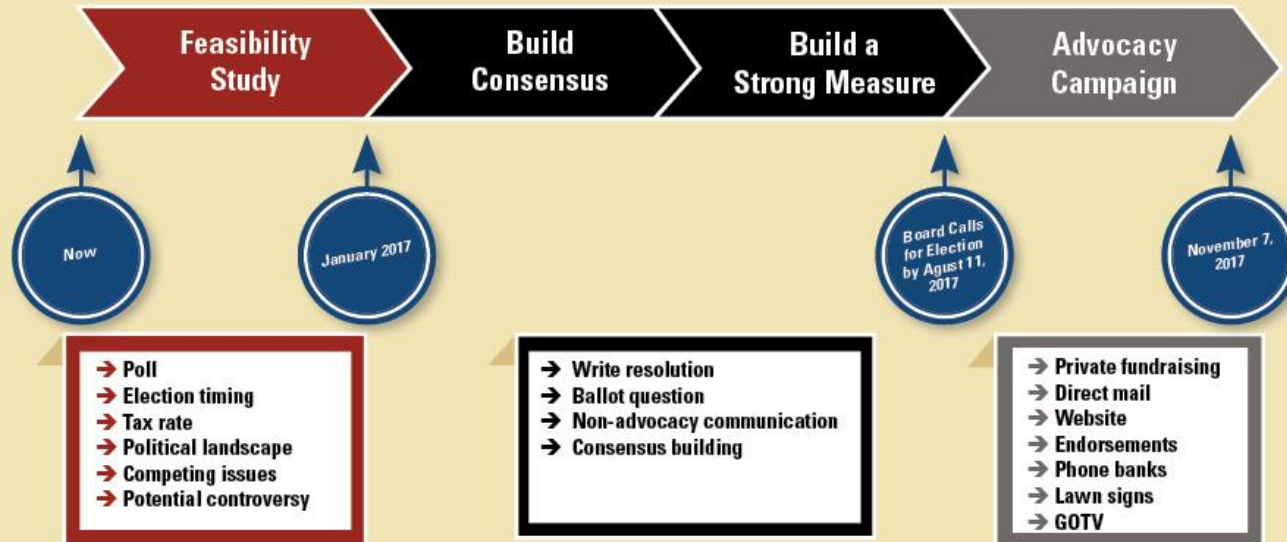 Feasibility
Study
Build
Consensus
Build a
Strong Measure
Advocacy
Campaign
Now
January 2017
Board Calls
for Election
by Agust 11,
2017
November 7,
2017
→ Poll
→ Election timing
→ Tax rate
→ Political landscape
→ Competing issues
→ Potential controversy
→ Write resolution
→ Ballot question
→ Non-advocacy communication
→ Consensus building
→ Private fundraising
→ Direct mail
→ Website
→ Endorsements
→ Phone banks
→ Lawn signs
→ GOTV